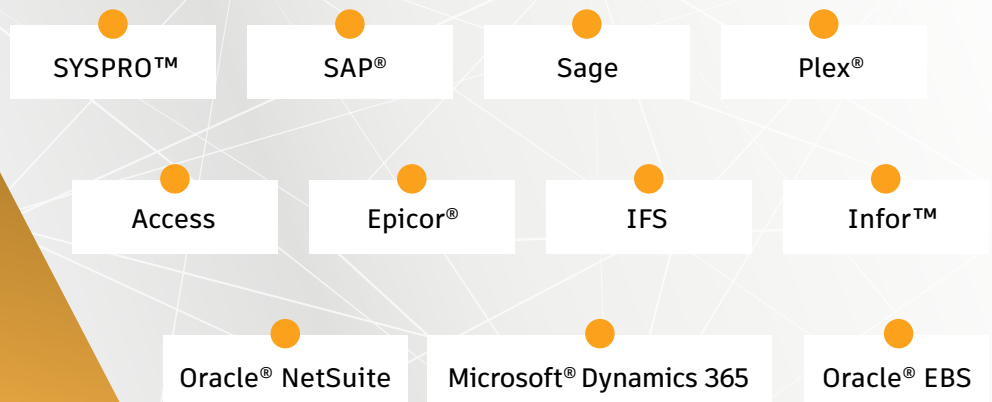 SYSPRO™
SAP®
Sage
Plex®
Access
Epicor®
IFS
Infor™
Oracle® NetSuite
Microsoft® Dynamics 365
Oracle® EBS